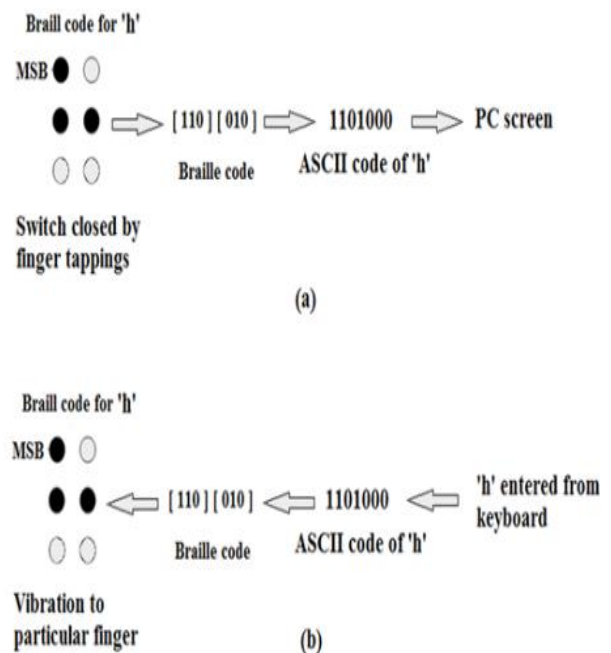 Braill code for 'h'
MSB
[ 110 ] [ 010 ]
1101000
PC screen
Braille code
ASCII code of 'h'
Switch closed by
finger tappings
(a)
Braill code for 'h'
MSB
[ 110 ] [ 010 ]
1101000
'h' entered from
keyboard
Braille code
ASCII code of 'h'
Vibration to
particular finger
(b)